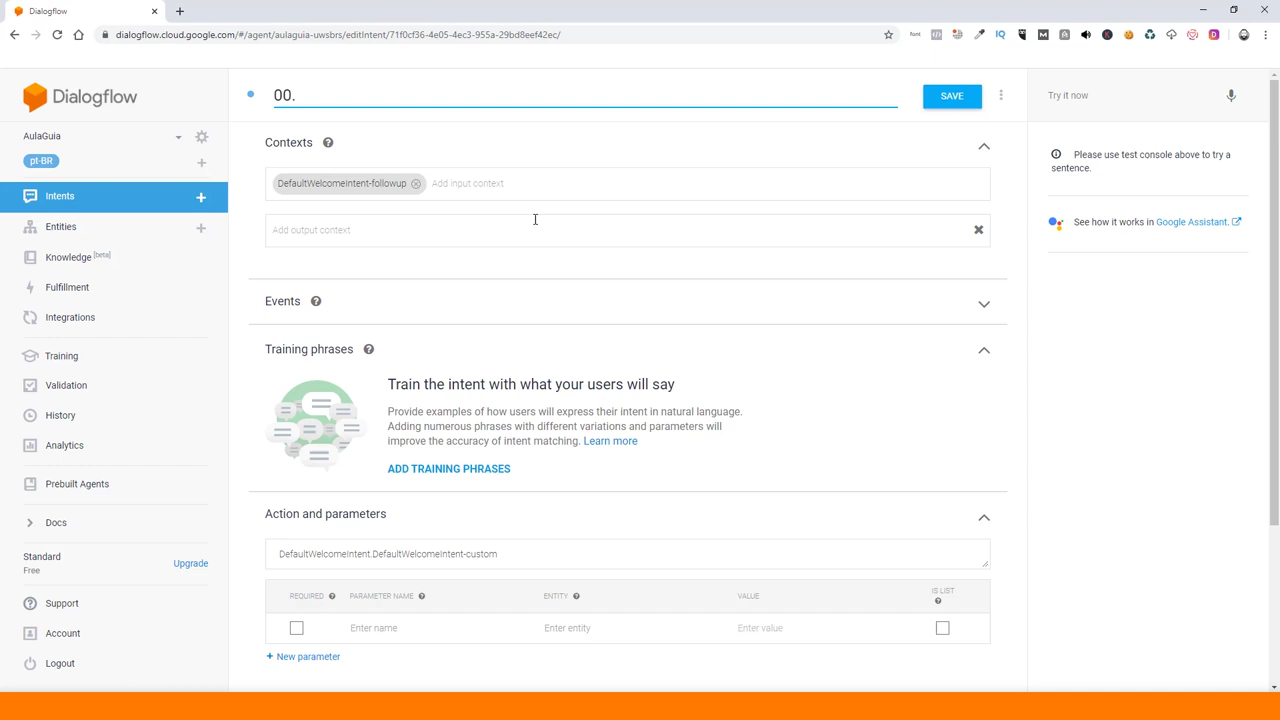 Dialogflow
dialogflow.cloud.google.com/#/agent/aulaguia-uwsbrs/editIntent/71f0cf36-4e05-4ec3-955a-29bd8eef42ec/
Dialogflow
AulaGuia
pt-BR
Intents
Entities
Knowledge [beta]
Fulfillment
Integrations
Training
Validation
History
Analytics
Prebuilt Agents
Docs
Standard
Free
Upgrade
Support
Account
Logout
00.
SAVE
Contexts
DefaultWelcomeIntent-followup
Add input context
Add output context
Events
Training phrases
Train the intent with what your users will say
Provide examples of how users will express their intent in natural language.
Adding numerous phrases with different variations and parameters will
improve the accuracy of intent matching. Learn more
ADD TRAINING PHRASES
Action and parameters
DefaultWelcomeIntent.DefaultWelcomeIntent-custom
REQUIRED
PARAMETER NAME
ENTITY
VALUE
IS LIST
Enter name
Enter entity
Enter value
+ New parameter
Try it now
Please use test console above to try a
sentence.
See how it works in Google Assistant.